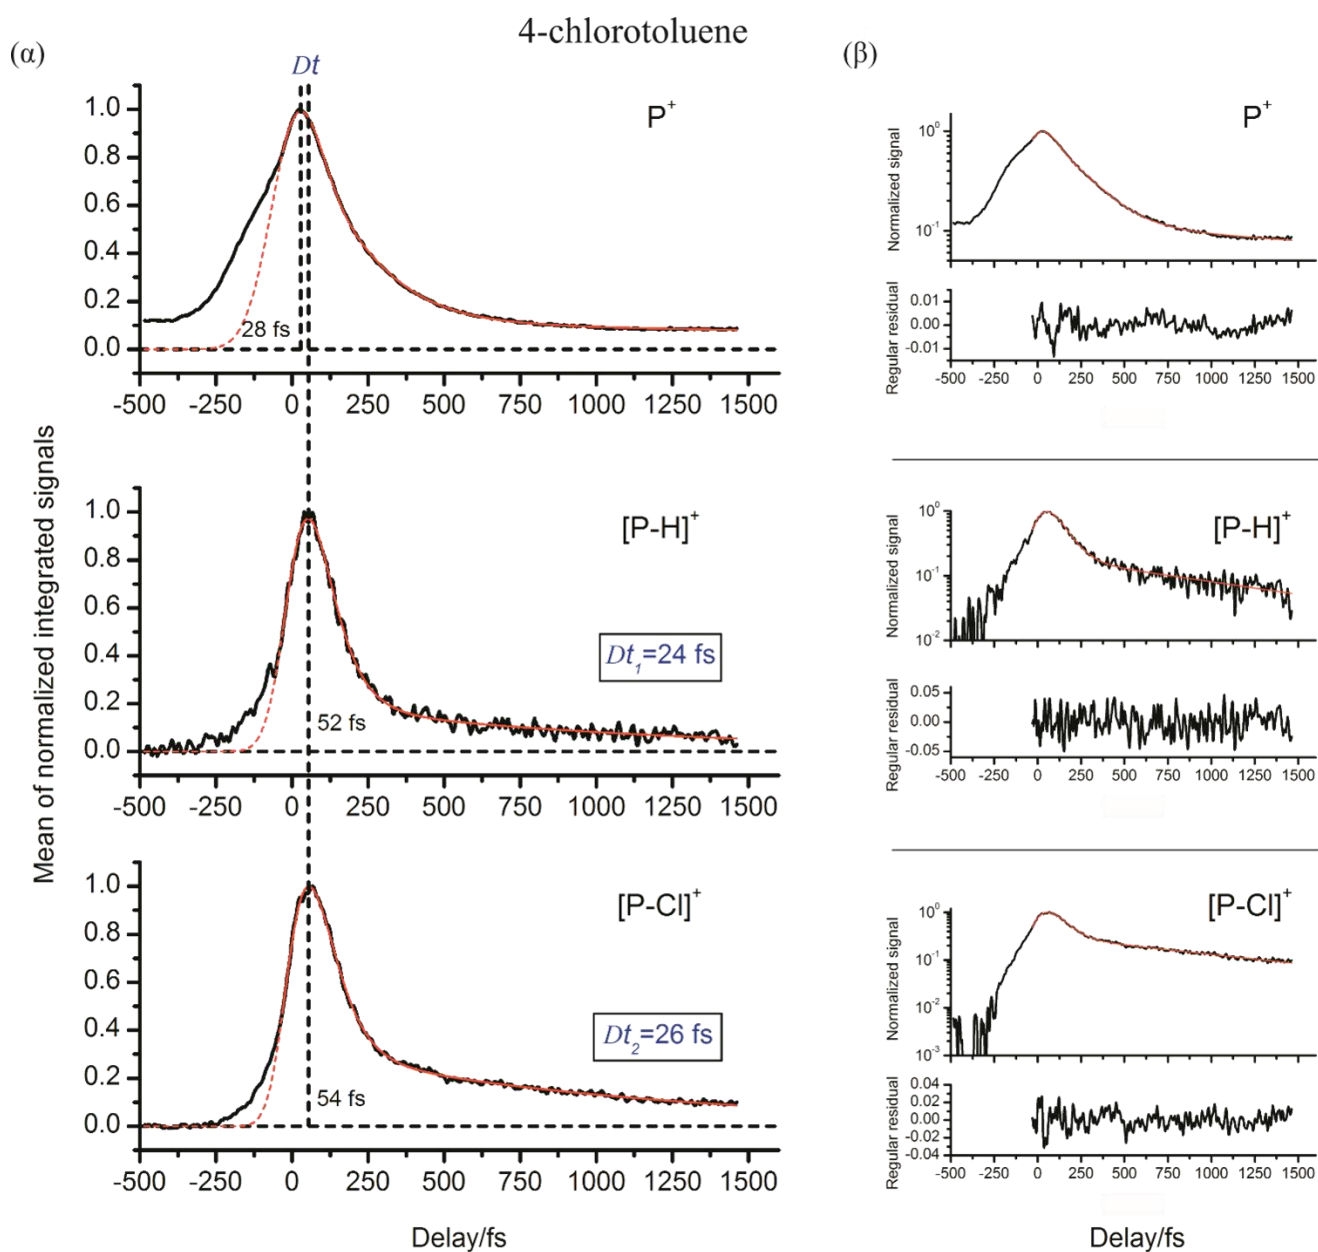 4-chlorotoluene
(α)
Dt
P⁺
1.0
0.8
0.6
0.4
0.2
0.0
28 fs
-500 -250 0 250 500 750 1000 1250 1500
[P-H]⁺
1.0
0.8
0.6
0.4
0.2
0.0
Dt₁=24 fs
52 fs
-500 -250 0 250 500 750 1000 1250 1500
[P-Cl]⁺
1.0
0.8
0.6
0.4
0.2
0.0
Dt₂=26 fs
54 fs
-500 -250 0 250 500 750 1000 1250 1500
Mean of normalized integrated signals
Delay/fs
(β)
P⁺
Normalized signal
10⁰
10⁻¹
Regular residual
0.01
0.00
-0.01
-500 -250 0 250 500 750 1000 1250 1500
[P-H]⁺
Normalized signal
10⁰
10⁻¹
10⁻²
Regular residual
0.05
0.00
-0.05
-500 -250 0 250 500 750 1000 1250 1500
[P-Cl]⁺
Normalized signal
10⁰
10⁻¹
10⁻²
10⁻³
Regular residual
0.04
0.02
0.00
-0.02
-0.04
-500 -250 0 250 500 750 1000 1250 1500
Delay/fs